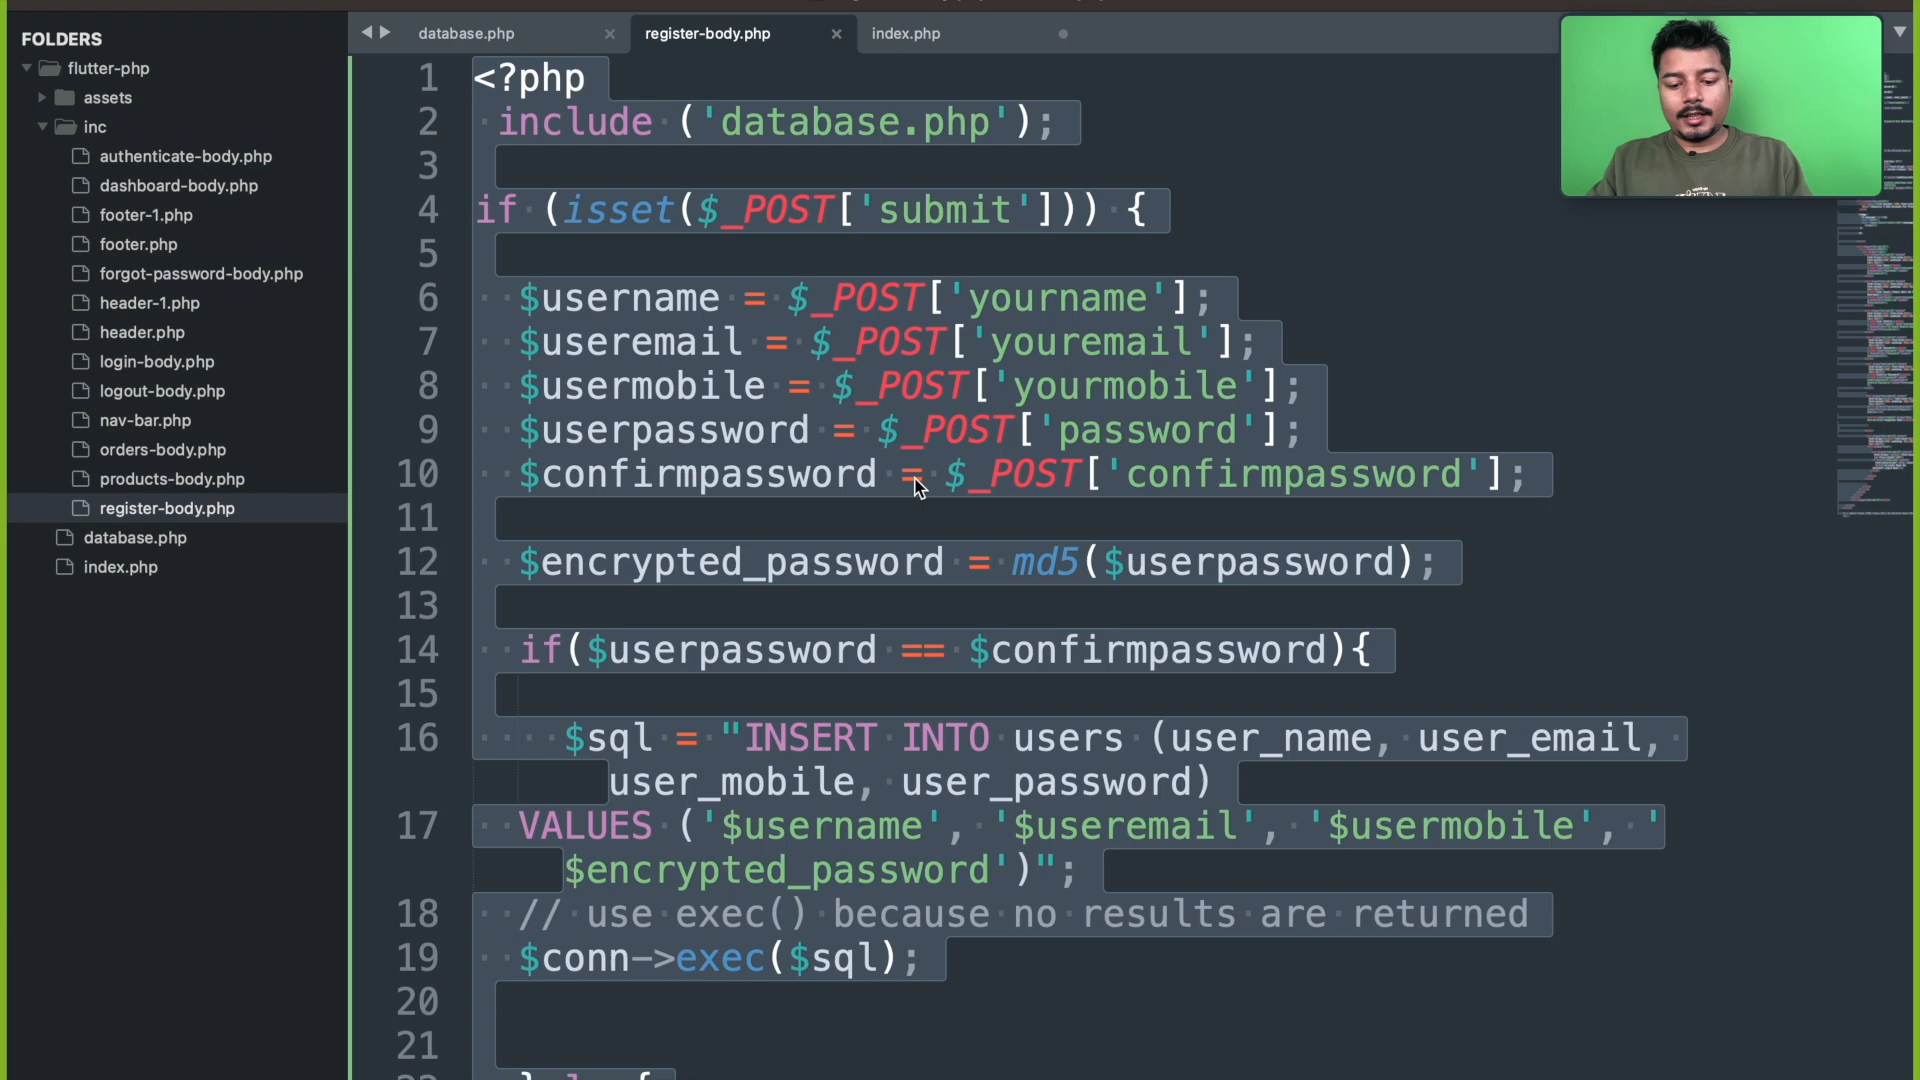 FOLDERS
flutter-php
assets
inc
authenticate-body.php
dashboard-body.php
footer-1.php
footer.php
forgot-password-body.php
header-1.php
header.php
login-body.php
logout-body.php
nav-bar.php
orders-body.php
products-body.php
register-body.php
database.php
index.php
database.php
register-body.php
index.php
1 <?php
2 include ('database.php');
3
4 if (isset($_POST['submit'])) {
5
6 $username = $_POST['yourname'];
7 $useremail = $_POST['youremail'];
8 $usermobile = $_POST['yourmobile'];
9 $userpassword = $_POST['password'];
10 $confirmpassword = $_POST['confirmpassword'];
11
12 $encrypted_password = md5($userpassword);
13
14 if($userpassword == $confirmpassword){
15
16 $sql = "INSERT INTO users (user_name, user_email,
user_mobile, user_password)
17 VALUES ('$username', '$useremail', '$usermobile', '
$encrypted_password')";
18 // use exec() because no results are returned
19 $conn->exec($sql);
20
21